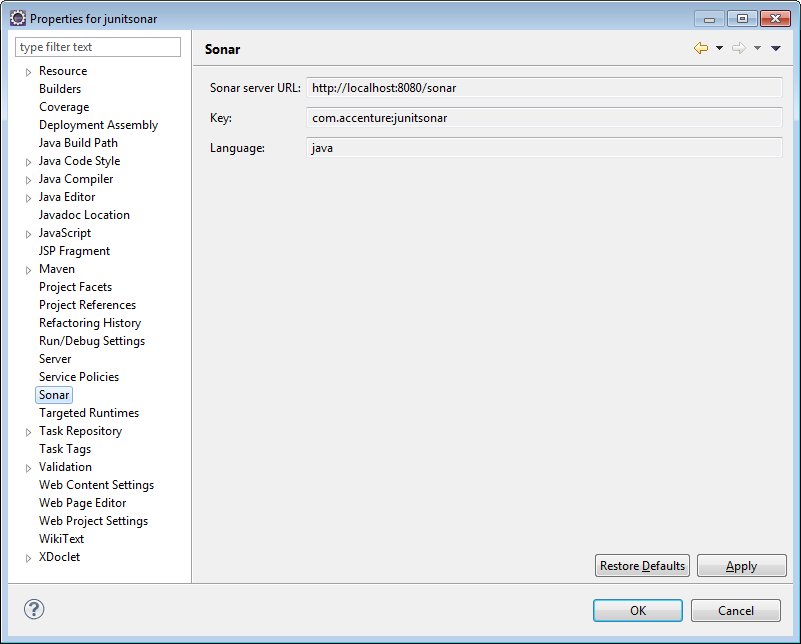 Properties for junitsonar
type filter text
Resource
Builders
Coverage
Deployment Assembly
Java Build Path
Java Code Style
Java Compiler
Java Editor
Javadoc Location
JavaScript
JSP Fragment
Maven
Project Facets
Project References
Refactoring History
Run/Debug Settings
Server
Service Policies
Sonar
Targeted Runtimes
Task Repository
Task Tags
Validation
Web Content Settings
Web Page Editor
Web Project Settings
WikiText
XDoclet
Sonar
Sonar server URL: http://localhost:8080/sonar
Key: com.accenture:junitsonar
Language: java
Restore Defaults Apply
? OK Cancel